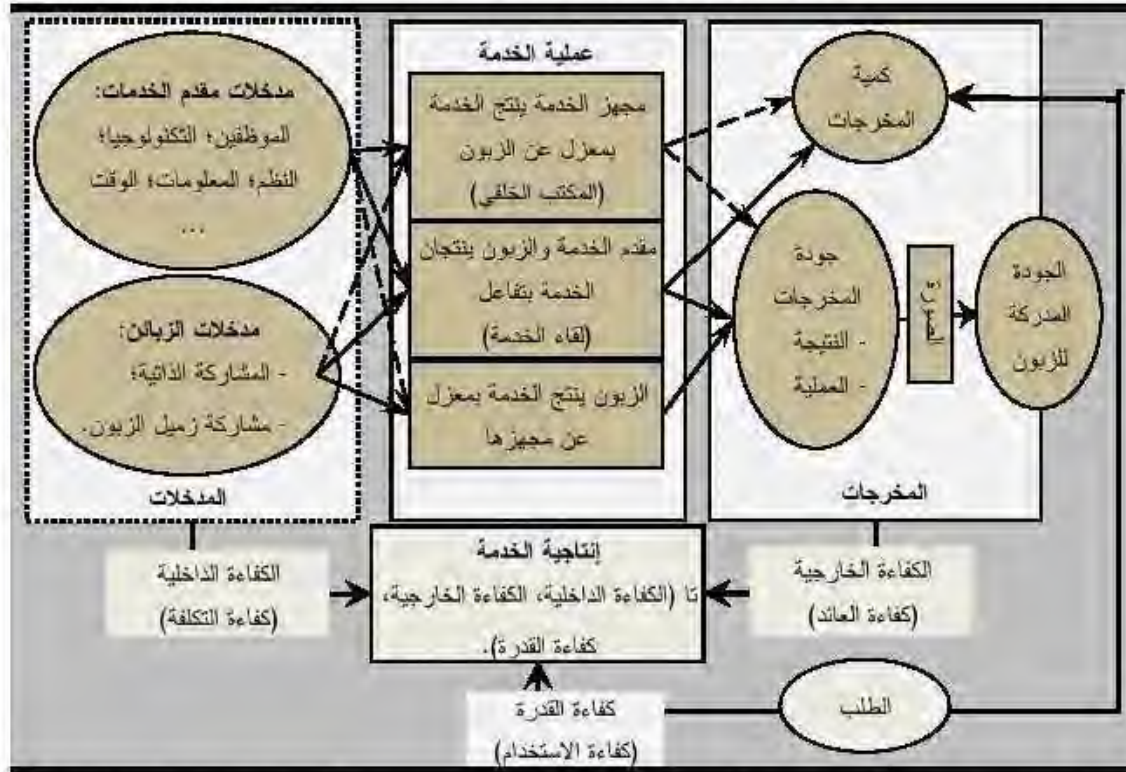 مدخلات مقدم الخدمات:
الموظفين؛ التكنولوجيا؛
النظم؛ المعلومات؛ الوقت
...
مدخلات الزبائن:
- المشاركة الذاتية؛
- مشاركة زميل الزبون.
المدخلات
عملية الخدمة
مجهز الخدمة ينتج الخدمة
بمعزل عن الزبون
(المكتب الخلفي)
مقدم الخدمة والزبون ينتجان
الخدمة بتفاعل
(لقاء الخدمة)
الزبون ينتج الخدمة بمعزل
عن مجهزها
كمية
المخرجات
جودة
المخرجات
- النتيجة
- العملية
الصورة
الجودة
المدركة
للزبون
المخرجات
الكفاءة الداخلية
(كفاءة التكلفة)
إنتاجية الخدمة
تا (الكفاءة الداخلية، الكفاءة الخارجية،
كفاءة القدرة).
الكفاءة الخارجية
(كفاءة العائد)
كفاءة القدرة
(كفاءة الاستخدام)
الطلب